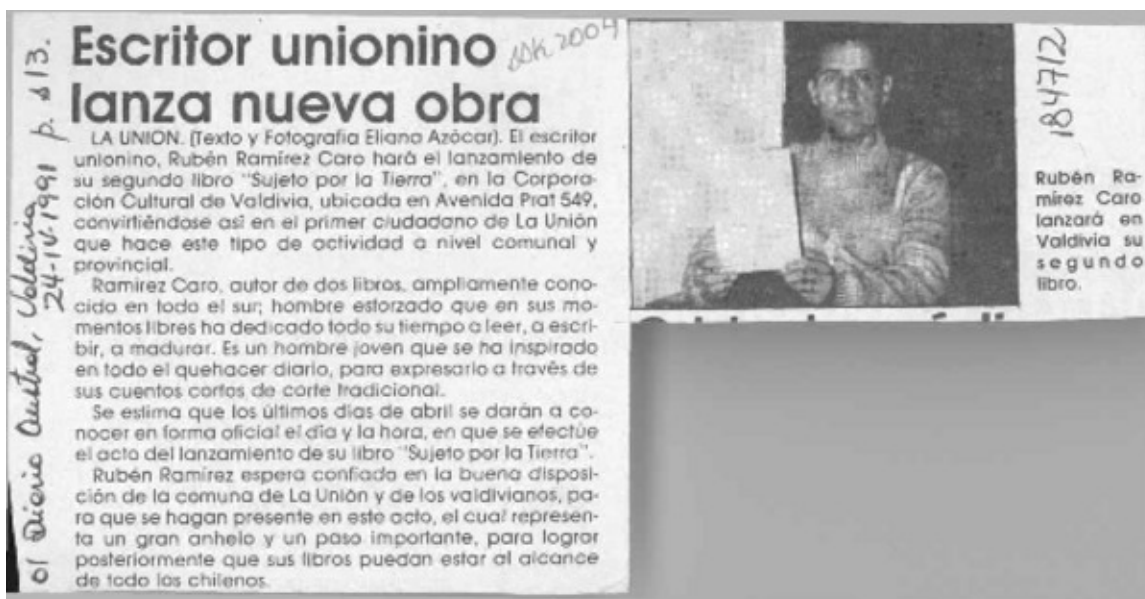 Escritor unionino
lanza nueva obra
LA UNION. (Texto y Fotografía Eliana Azócar). El escritor
unionino, Rubén Ramírez Caro hará el lanzamiento de
su segundo libro "Sujeto por la Tierra", en la Corpora-
ción Cultural de Valdivia, ubicada en Avenida Prat 549,
convirtiéndose así en el primer ciudadano de La Unión
que hace este tipo de actividad a nivel comunal y
provincial.
Ramírez Caro, autor de dos libros, ampliamente cono-
cido en todo el sur; hombre esforzado que en sus mo-
mentos libres ha dedicado todo su tiempo a leer, a escri-
bir, a madurar. Es un hombre joven que se ha inspirado
en todo el quehacer diario, para expresarlo a través de
sus cuentos cortos de corte tradicional.
Se estima que los últimos días de abril se darán a co-
nocer en forma oficial el día y la hora, en que se efectúe
el acto del lanzamiento de su libro "Sujeto por la Tierra".
Rubén Ramírez espera confiado en la buena disposi-
ción de la comuna de La Unión y de los valdivianos, pa-
ra que se hagan presente en este acto, el cual represen-
ta un gran anhelo y un paso importante, para lograr
posteriormente que sus libros puedan estar al alcance
de todo los chilenos.
Rubén Ra-
mírez Caro
lanzará en
Valdivia su
segundo
libro.
el Diario Austral, Valdivia
24-IV-1991 p. 13.
2004
184712